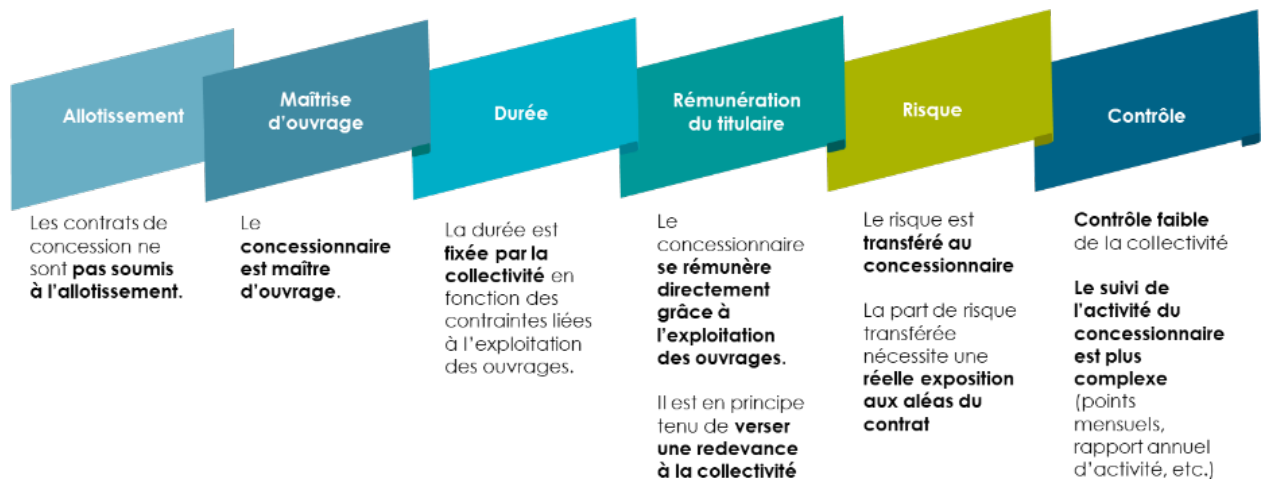 Allotissement
Maîtrise
d'ouvrage
Durée
Rémunération
du titulaire
Risque
Contrôle
Les contrats de
concession ne
sont pas soumis
à l'allotissement.
Le
concessionnaire
est maître
d'ouvrage.
La durée est
fixée par la
collectivité en
fonction des
contraintes liées
à l'exploitation
des ouvrages.
Le
concessionnaire
se rémunère
directement
grâce à
l'exploitation
des ouvrages.
Il est en principe
tenu de verser
une redevance
à la collectivité
Le risque est
transféré au
concessionnaire
La part de risque
transférée
nécessite une
réelle exposition
aux aléas du
contrat
Contrôle faible
de la collectivité
Le suivi de
l'activité du
concessionnaire
est plus
complexe
(points
mensuels,
rapport annuel
d'activité, etc.)